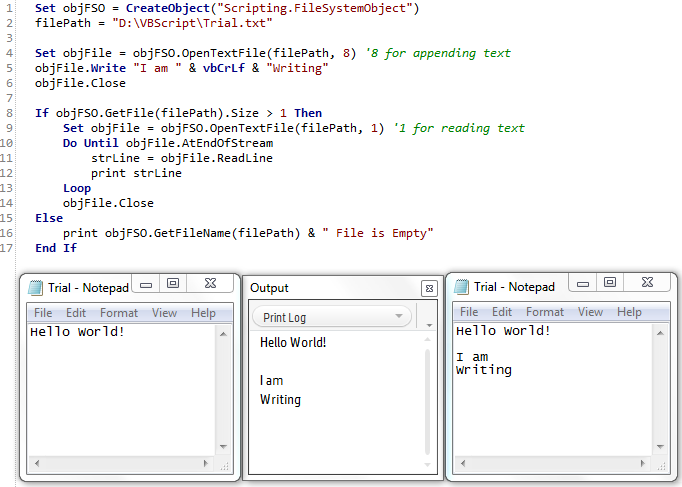 1 Set objFSO = CreateObject("Scripting.FileSystemObject")
2 filePath = "D:\VBScript\Trial.txt"
3
4 Set objFile = objFSO.OpenTextFile(filePath, 8) '8 for appending text
5 objFile.Write "I am " & vbCrLf & "Writing"
6 objFile.Close
7
8 If objFSO.GetFile(filePath).Size > 1 Then
9 Set objFile = objFSO.OpenTextFile(filePath, 1) '1 for reading text
10 Do Until objFile.AtEndOfStream
11 strLine = objFile.ReadLine
12 print strLine
13 Loop
14 objFile.Close
15 Else
16 print objFSO.GetFileName(filePath) & " File is Empty"
17 End If
Trial - Notepad
File Edit Format View Help
Hello World!
Output
Print Log
Hello World!
I am
Writing
Trial - Notepad
File Edit Format View Help
Hello World!
I am
Writing